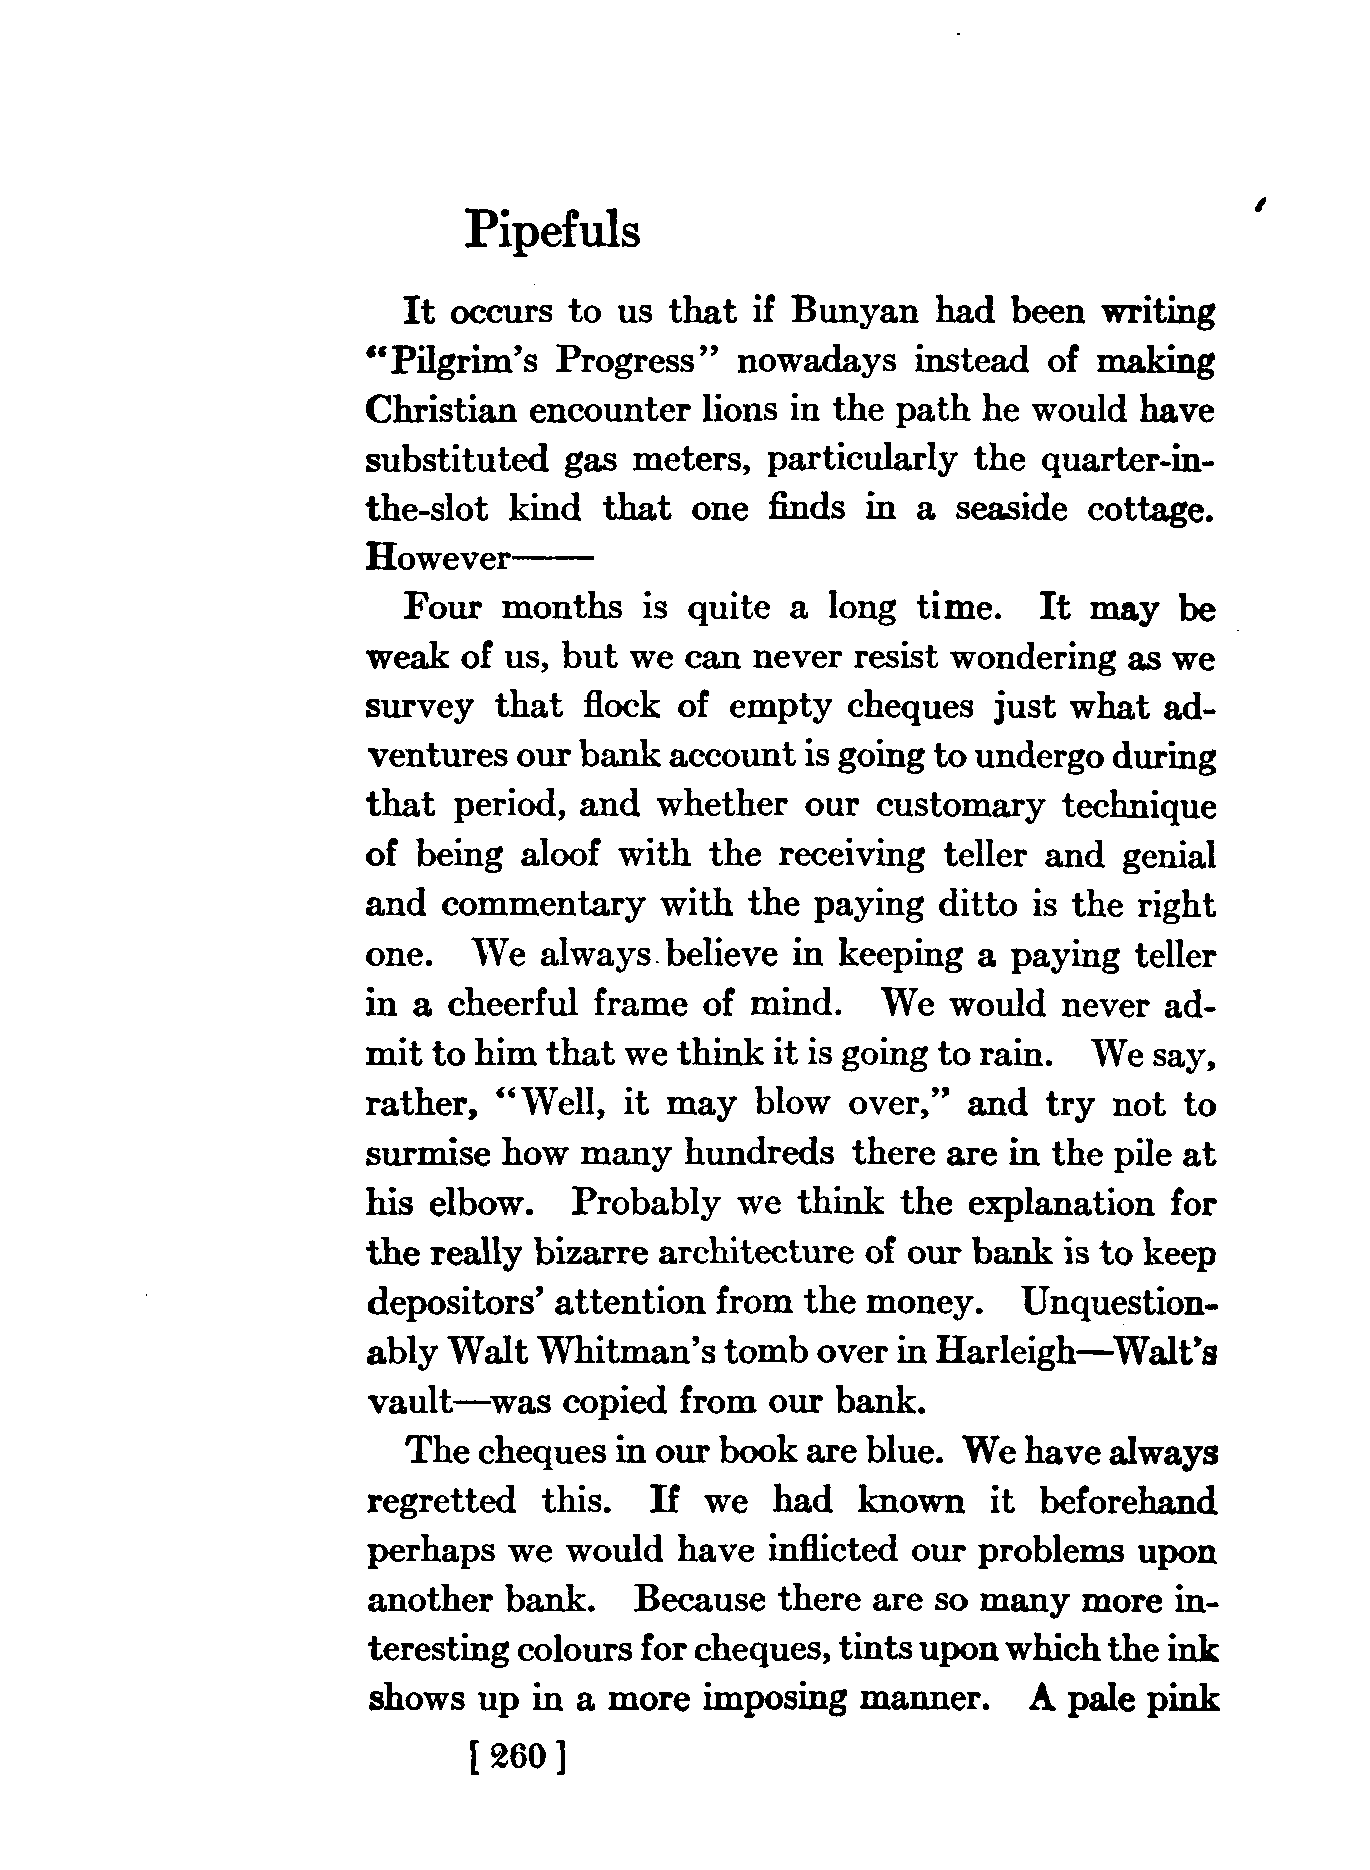 Pipefuls
It occurs to us that if Bunyan had been writing
“Pilgrim’s Progress” nowadays instead of making
Christian encounter lions in the path he would have
substituted gas meters, particularly the quarter-in-
the-slot kind that one finds in a seaside cottage.
However——
Four months is quite a long time. It may be
weak of us, but we can never resist wondering as we
survey that flock of empty cheques just what ad-
ventures our bank account is going to undergo during
that period, and whether our customary technique
of being aloof with the receiving teller and genial
and commentary with the paying ditto is the right
one. We always believe in keeping a paying teller
in a cheerful frame of mind. We would never ad-
mit to him that we think it is going to rain. We say,
rather, “Well, it may blow over,” and try not to
surmise how many hundreds there are in the pile at
his elbow. Probably we think the explanation for
the really bizarre architecture of our bank is to keep
depositors’ attention from the money. Unquestion-
ably Walt Whitman’s tomb over in Harleigh—Walt’s
vault—was copied from our bank.
The cheques in our book are blue. We have always
regretted this. If we had known it beforehand
perhaps we would have inflicted our problems upon
another bank. Because there are so many more in-
teresting colours for cheques, tints upon which the ink
shows up in a more imposing manner. A pale pink
[ 260 ]